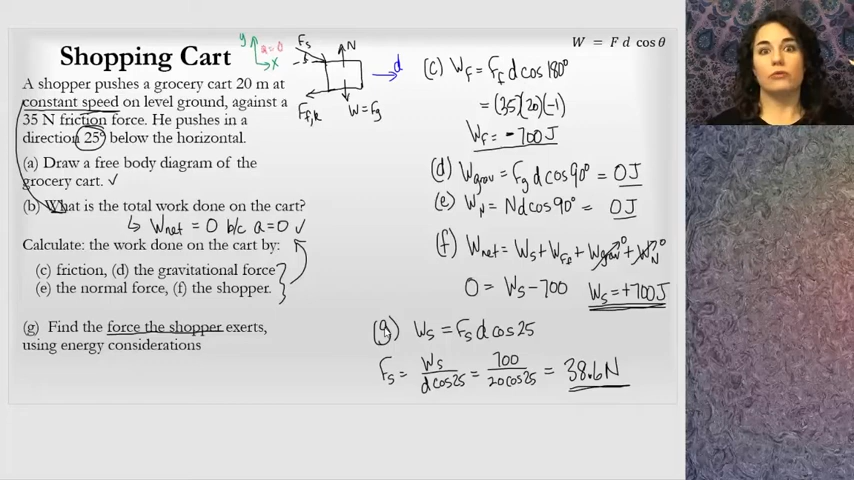 Shopping Cart
A shopper pushes a grocery cart 20 m at
constant speed on level ground, against a
35 N friction force. He pushes in a
direction 25° below the horizontal.
(a) Draw a free body diagram of the
grocery cart. ✓
(b) What is the total work done on the cart?
↳ Wnet = 0 b/c a=0 ✓
Calculate: the work done on the cart by:
(c) friction, (d) the gravitational force
(e) the normal force, (f) the shopper.
(g) Find the force the shopper exerts,
using energy considerations
y
a=0
x
Fs
N
d
Ff,k
W=Fg
W = F d cos θ
(c) WF = Ff d cos 180°
= (35)(20)(-1)
WF = -700 J
(d) Wgrav = Fg d cos 90° = 0 J
(e) WN = N d cos 90° = 0 J
(f) Wnet = Ws + WFf + Wgrav 0 + WN 0
0 = Ws - 700 Ws = +700 J
(g) Ws = Fs d cos 25
Fs = Ws / d cos 25 = 700 / 20 cos 25 = 38.6 N